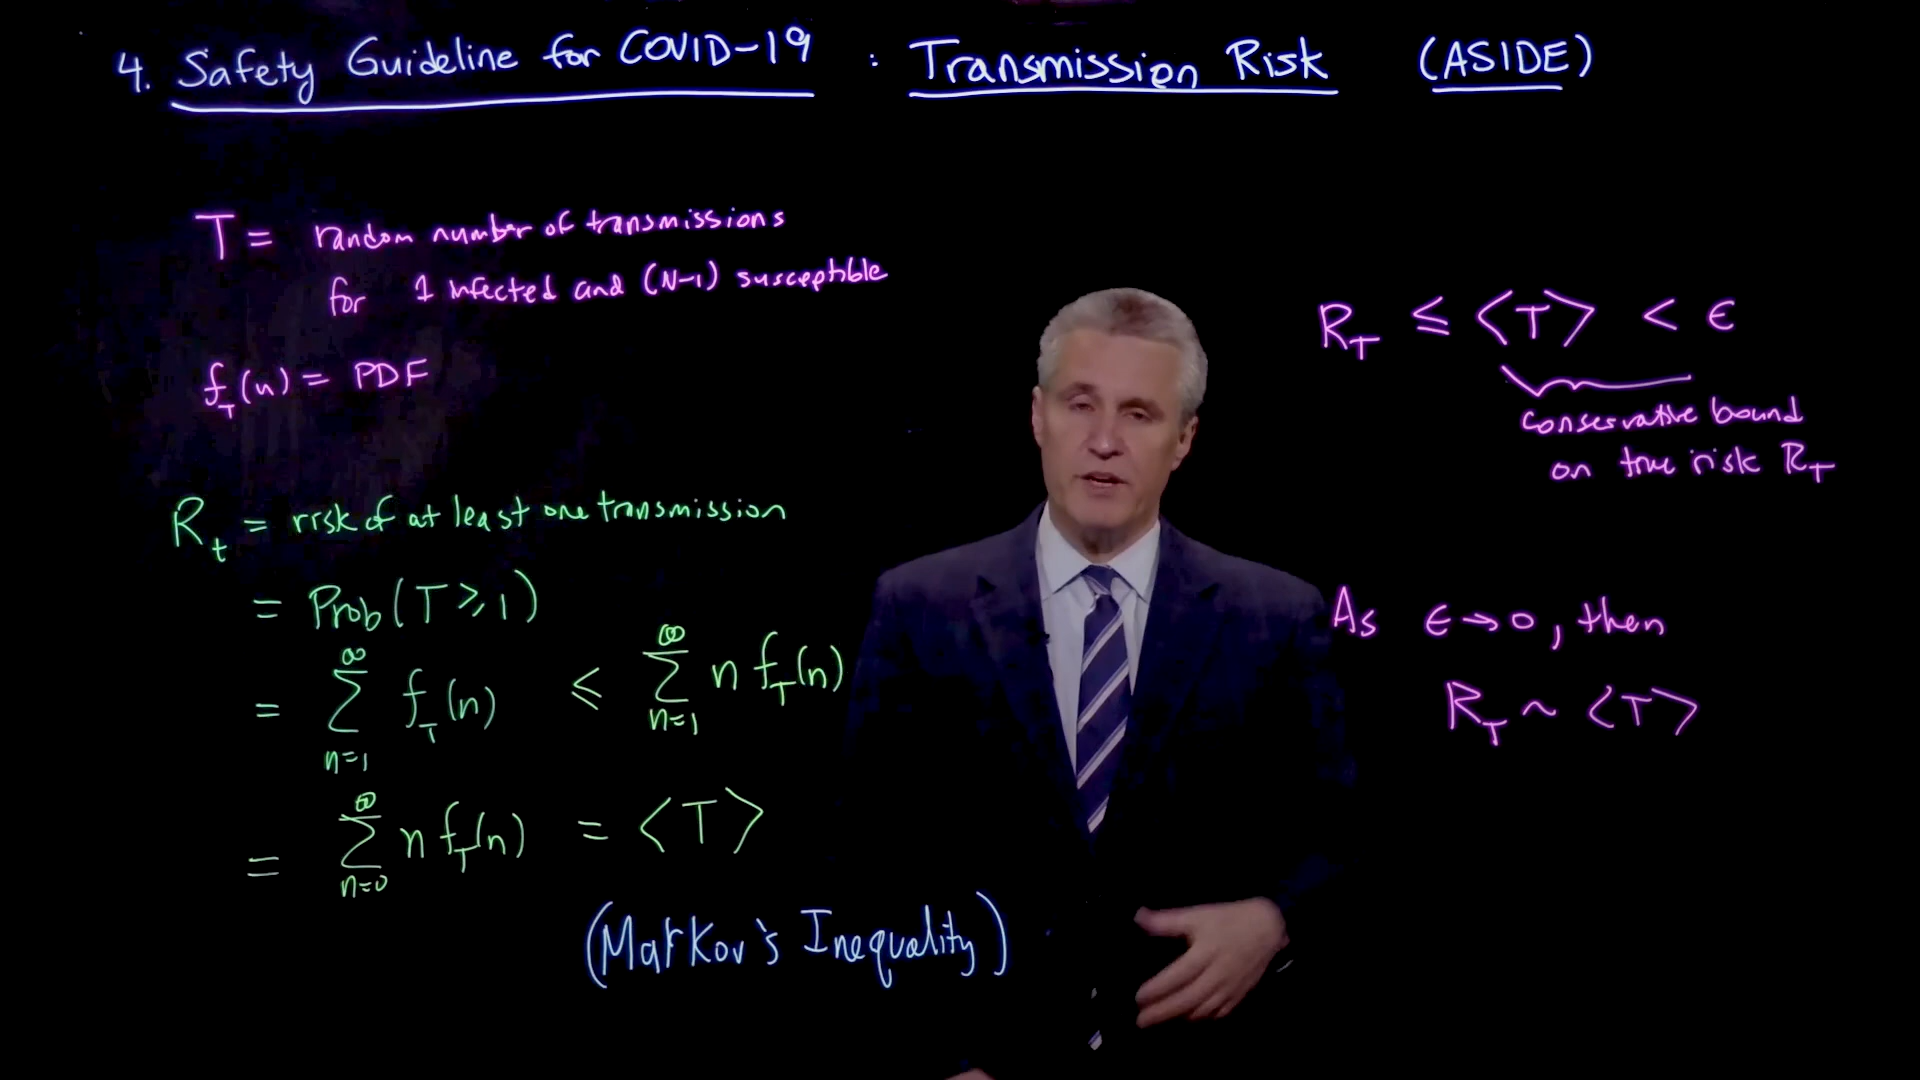 4. Safety Guideline for COVID-19 : Transmission Risk (ASIDE)
T = random number of transmissions
for 1 infected and (N-1) susceptible
f_T(n) = PDF
R_t = risk of at least one transmission
= Prob(T ≥ 1)
= ∑_{n=1}^{∞} f_T(n) ≤ ∑_{n=1}^{∞} n f_T(n)
= ∑_{n=0}^{∞} n f_T(n) = <T>
(Markov's Inequality)
R_T ≤ <T> < ε
conservative bound
on true risk R_T
As ε → 0, then
R_T ~ <T>